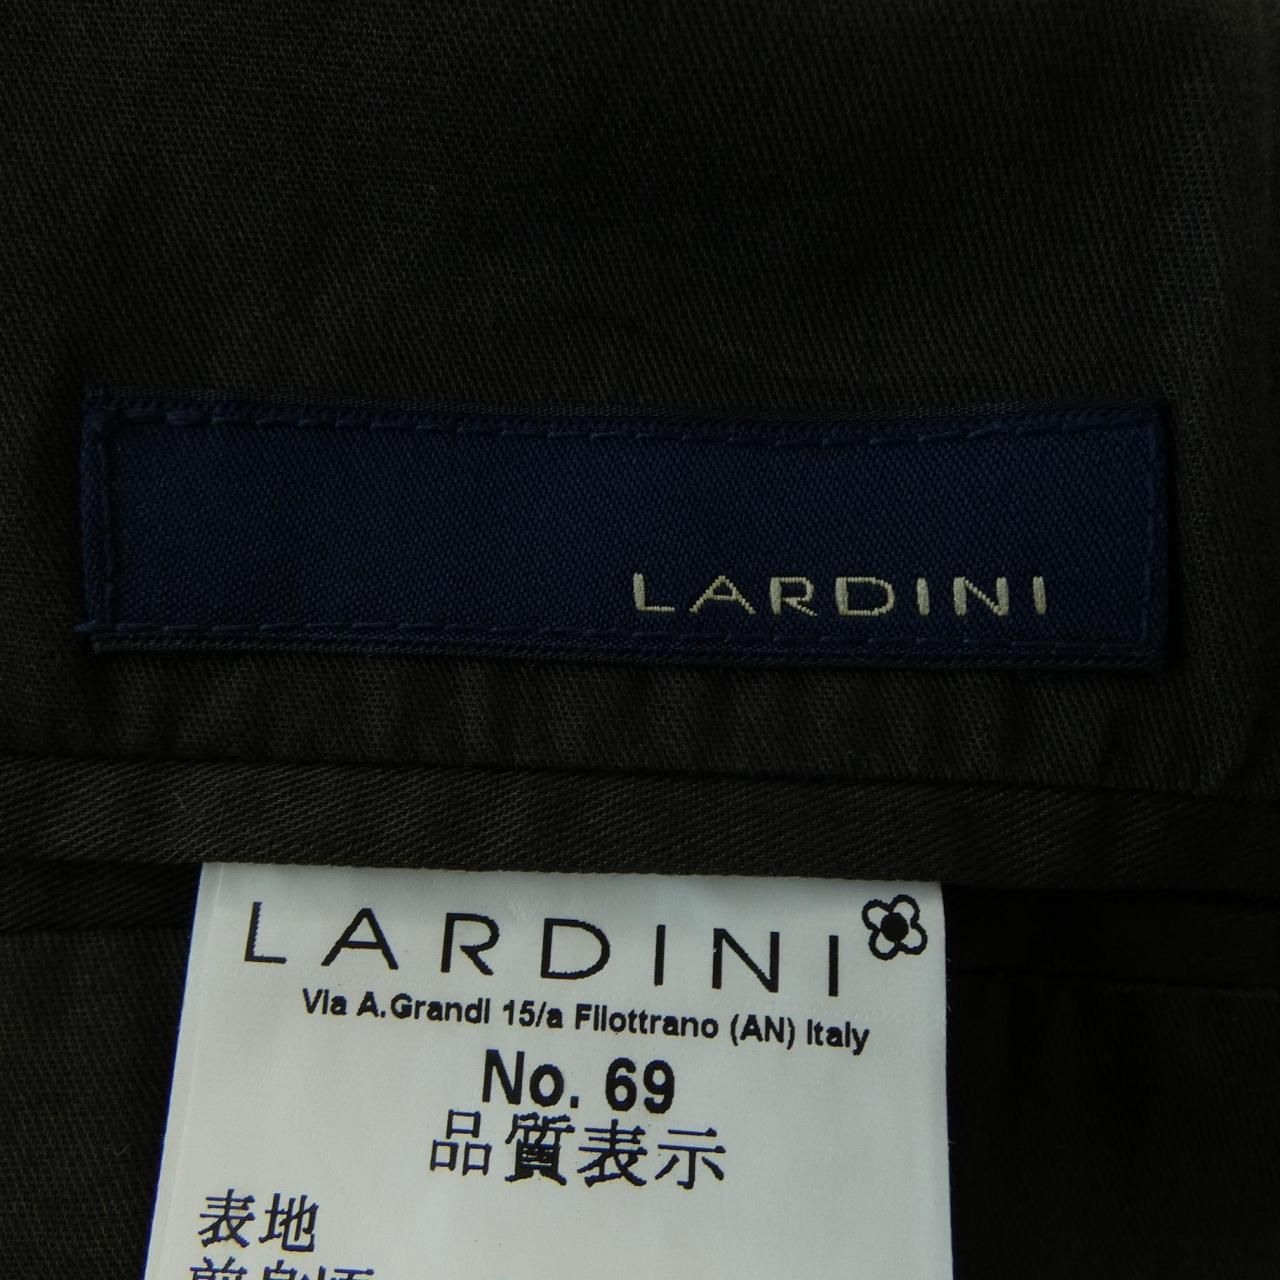 LARDINI
LARDINI
Via A.Grandi 15/a Filottrano (AN) Italy
No. 69
品質表示
表地